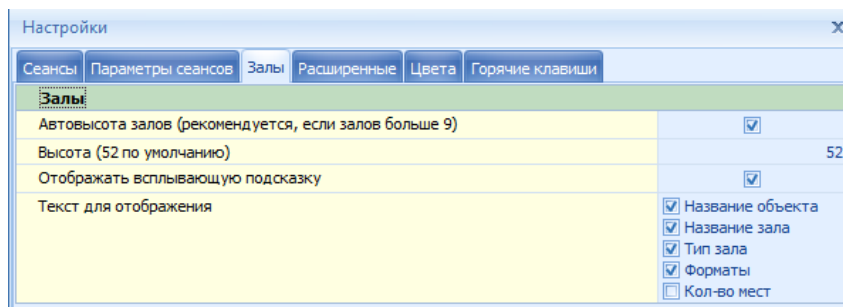 Настройки
Сеансы Параметры сеансов Залы Расширенные Цвета Горячие клавиши
Залы
Автовысота залов (рекомендуется, если залов больше 9)
Высота (52 по умолчанию) 52
Отображать всплывающую подсказку
Текст для отображения Название объекта
Название зала
Тип зала
Форматы
Кол-во мест